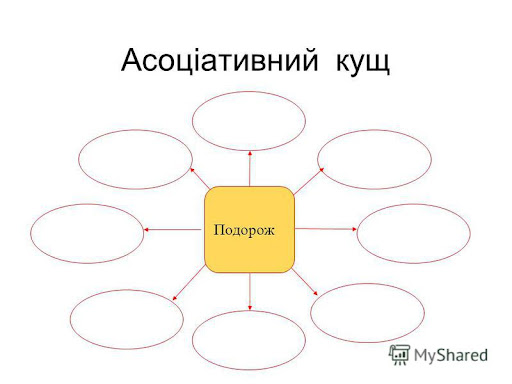 Асоціативний кущ
Подорож
MyShared